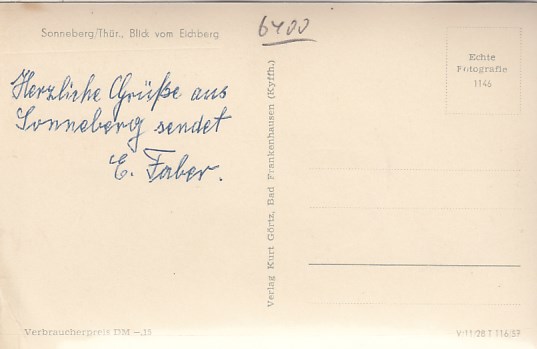 Sonneberg/Thür., Blick vom Eichberg
6400
Echte
Fotografie
1146
Herzliche Grüße aus
Sonneberg sendet
E. Faber.
Verlag Kurt Görtz, Bad Frankenhausen (Kyffh.)
Verbraucherpreis DM -,10
V/11/28 T 116/57